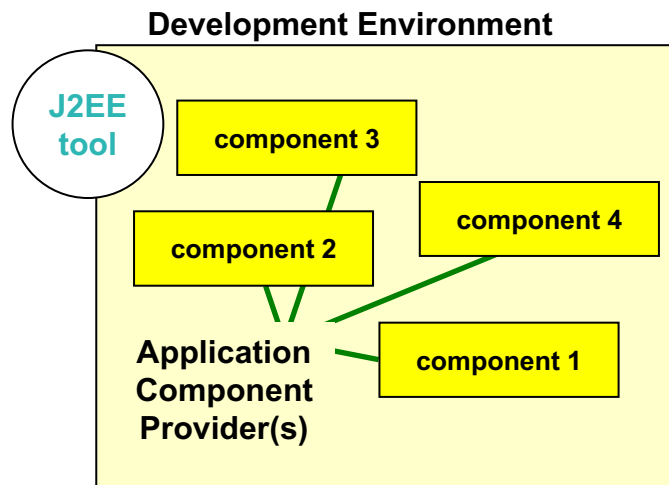 Development Environment
J2EE
tool
component 3
component 4
component 2
component 1
Application
Component
Provider(s)